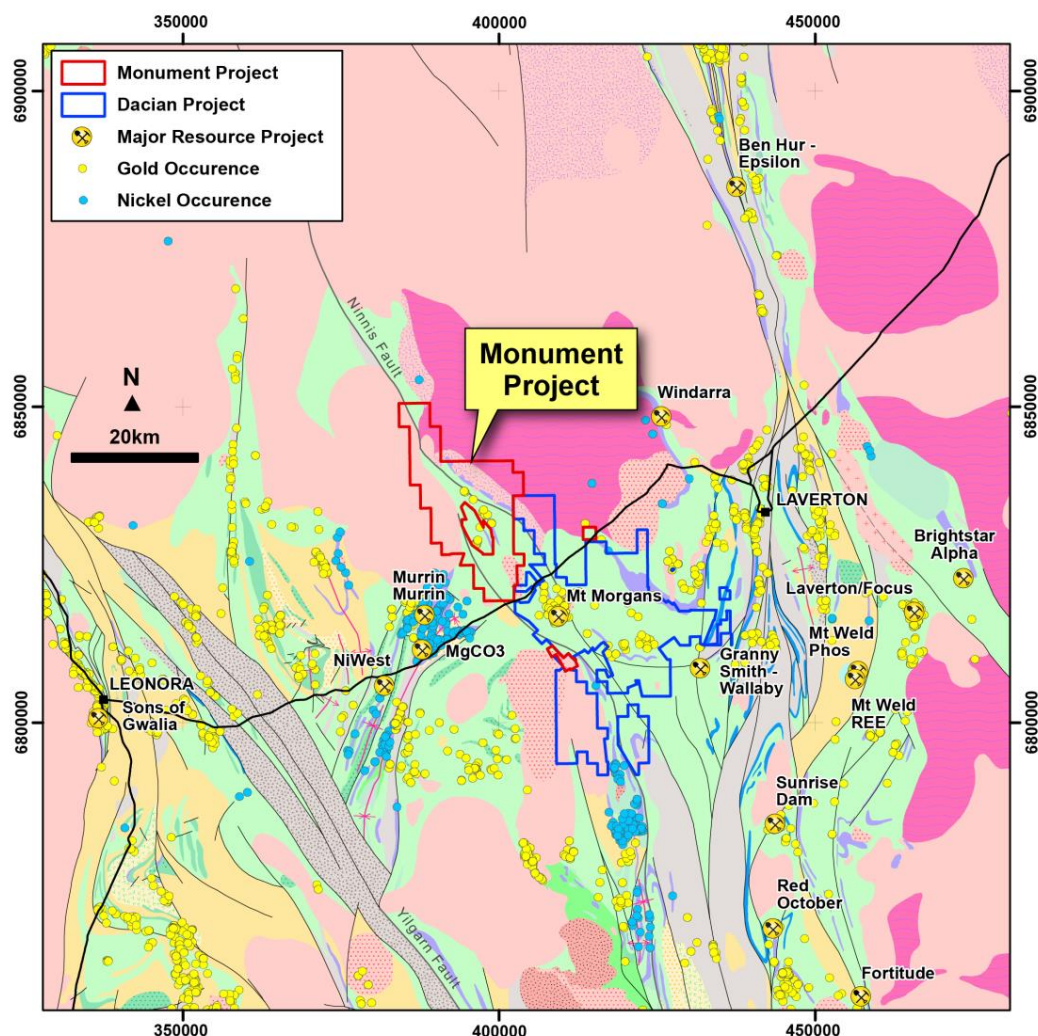 350000
400000
450000
6900000
6900000
Monument Project
Dacian Project
Major Resource Project
Gold Occurence
Nickel Occurence
Ben Hur -
Epsilon
Ninnis Fault
Monument
Project
Windarra
N
20km
6850000
6850000
LAVERTON
Brightstar
Alpha
Murrin
Murrin
Mt Morgans
Laverton/Focus
MgCO3
NiWest
Granny
Smith -
Wallaby
Mt Weld
Phos
LEONORA
Sons of
Gwalia
Mt Weld
REE
6800000
6800000
Sunrise
Dam
Red
October
Yilgarn Fault
Fortitude
350000
400000
450000